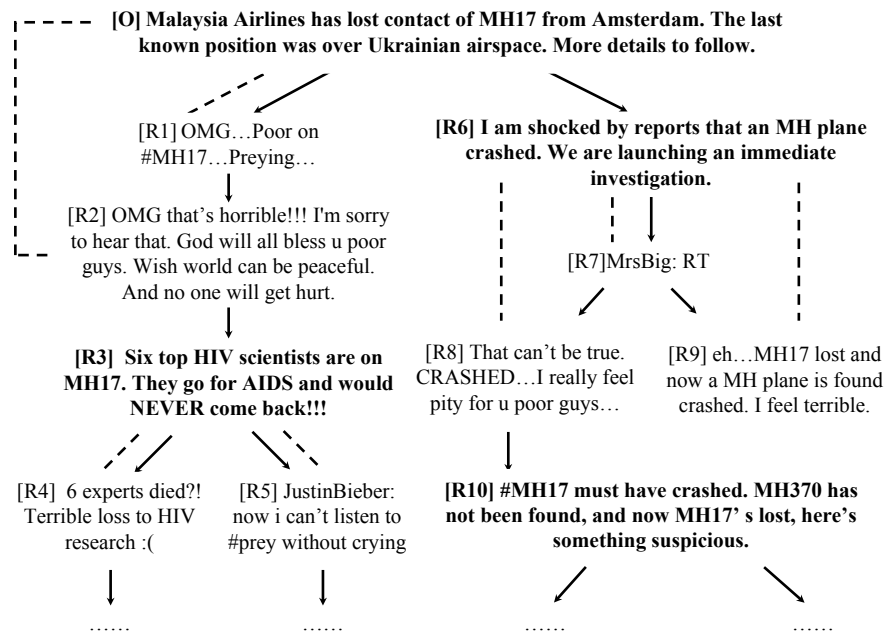 [O] Malaysia Airlines has lost contact of MH17 from Amsterdam. The last
known position was over Ukrainian airspace. More details to follow.
[R1] OMG…Poor on
#MH17…Preying…
[R6] I am shocked by reports that an MH plane
crashed. We are launching an immediate
investigation.
[R2] OMG that’s horrible!!! I'm sorry
to hear that. God will all bless u poor
guys. Wish world can be peaceful.
And no one will get hurt.
[R7]MrsBig: RT
[R3]  Six top HIV scientists are on
MH17. They go for AIDS and would
NEVER come back!!!
[R8] That can’t be true.
CRASHED…I really feel
pity for u poor guys…
[R9] eh…MH17 lost and
now a MH plane is found
crashed. I feel terrible.
[R4]  6 experts died?!
Terrible loss to HIV
research :(
[R5] JustinBieber:
now i can’t listen to
#prey without crying
[R10] #MH17 must have crashed. MH370 has
not been found, and now MH17’ s lost, here’s
something suspicious.
……
……
……
……